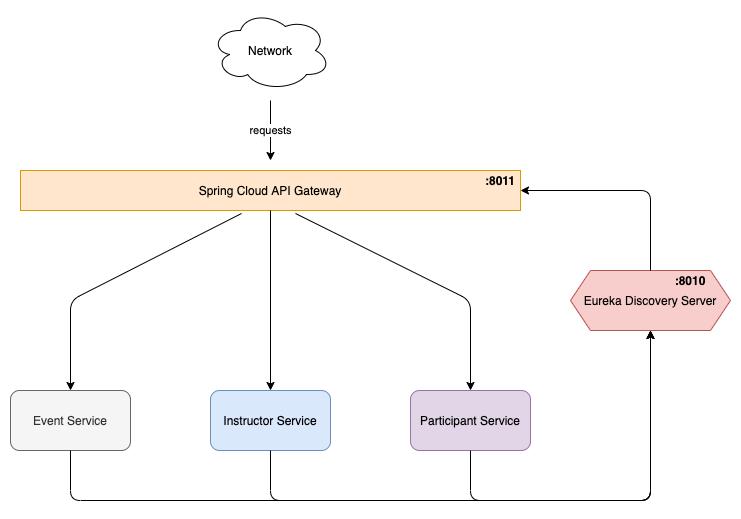 Network
requests
:8011
Spring Cloud API Gateway
:8010
Eureka Discovery Server
Event Service
Instructor Service
Participant Service